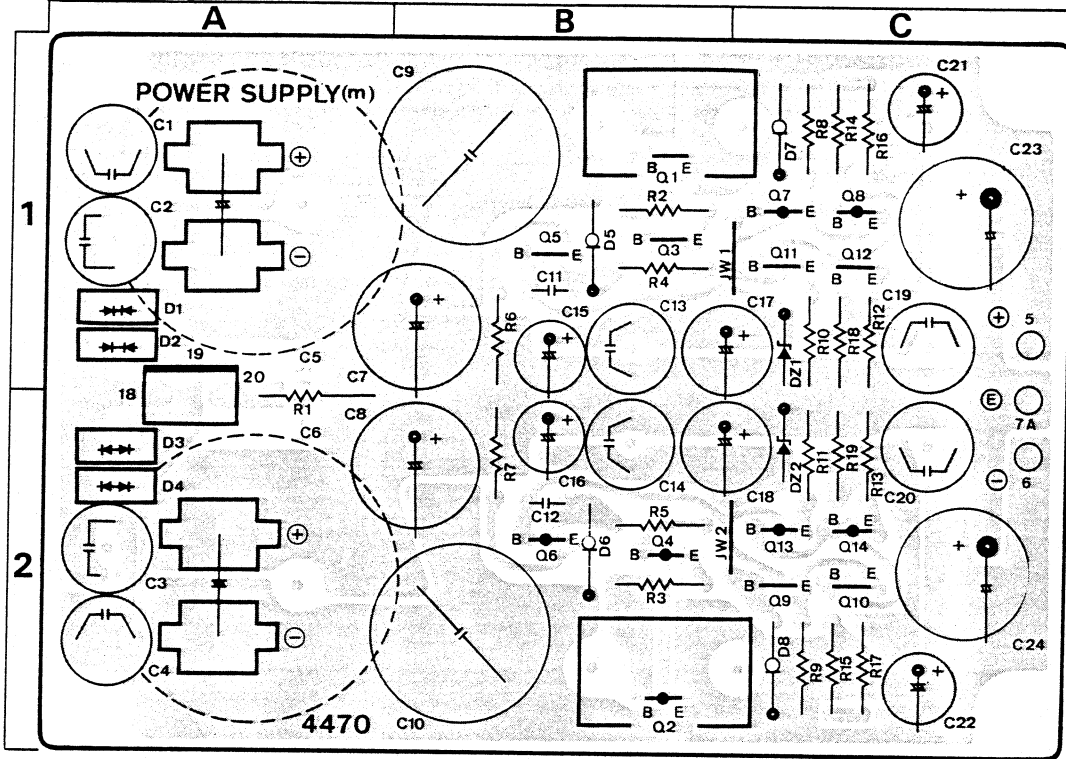 A B C
1
2
POWER SUPPLY(m)
C1
C2
D1
D2
19
18
20
C5
R1
C6
D3
D4
C3
C4
4470
+
−
+
−
C9
C7
C8
C10
R6
R7
Q5
B E
C11
D5
C15
C13
C16
C14
C12
B E
Q6
D6
B E
Q1
R2
B E
Q3
R4
R5
B E
Q4
R3
B E
Q2
JW1
JW2
C17
C18
D7
R8
R14
R16
C21
C23
Q7
B E
Q8
B E
Q11
B E
Q12
B E
DZ1
R10
R18
R12
C19
+
5
E
7A
−
6
DZ2
R11
R19
R13
C20
B E
Q13
B E
Q14
B E
Q9
B E
Q10
D8
R9
R15
R17
C22
C24